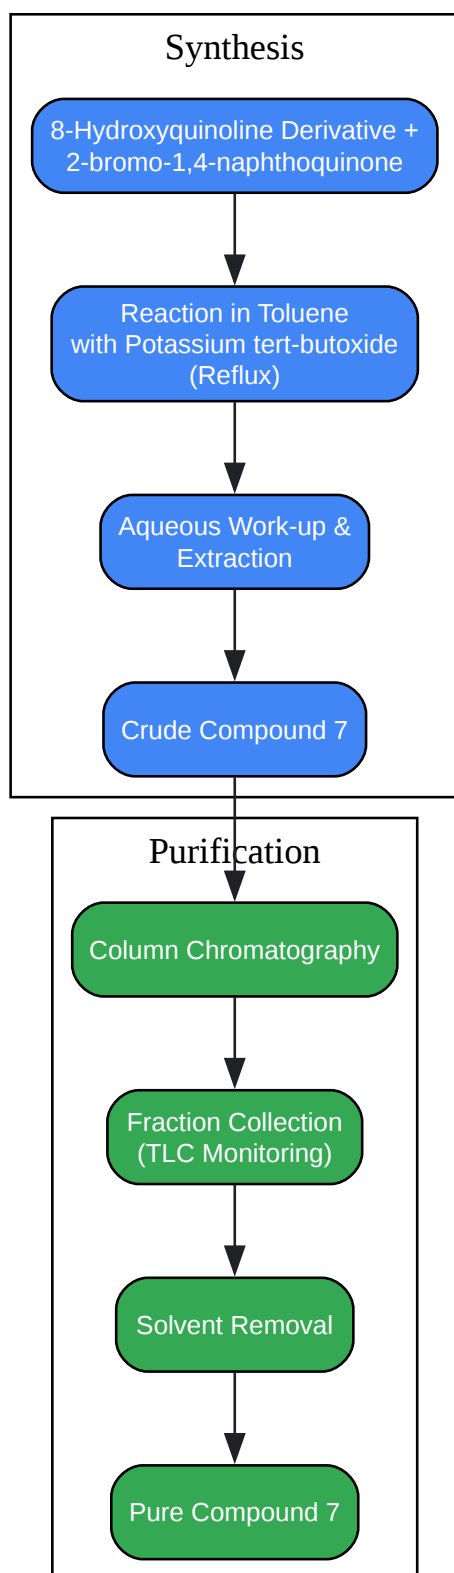 Synthesis
8-Hydroxyquinoline Derivative +
2-bromo-1,4-naphthoquinone
Reaction in Toluene
with Potassium tert-butoxide
(Reflux)
Aqueous Work-up &
Extraction
Crude Compound 7
Purification
Column Chromatography
Fraction Collection
(TLC Monitoring)
Solvent Removal
Pure Compound 7